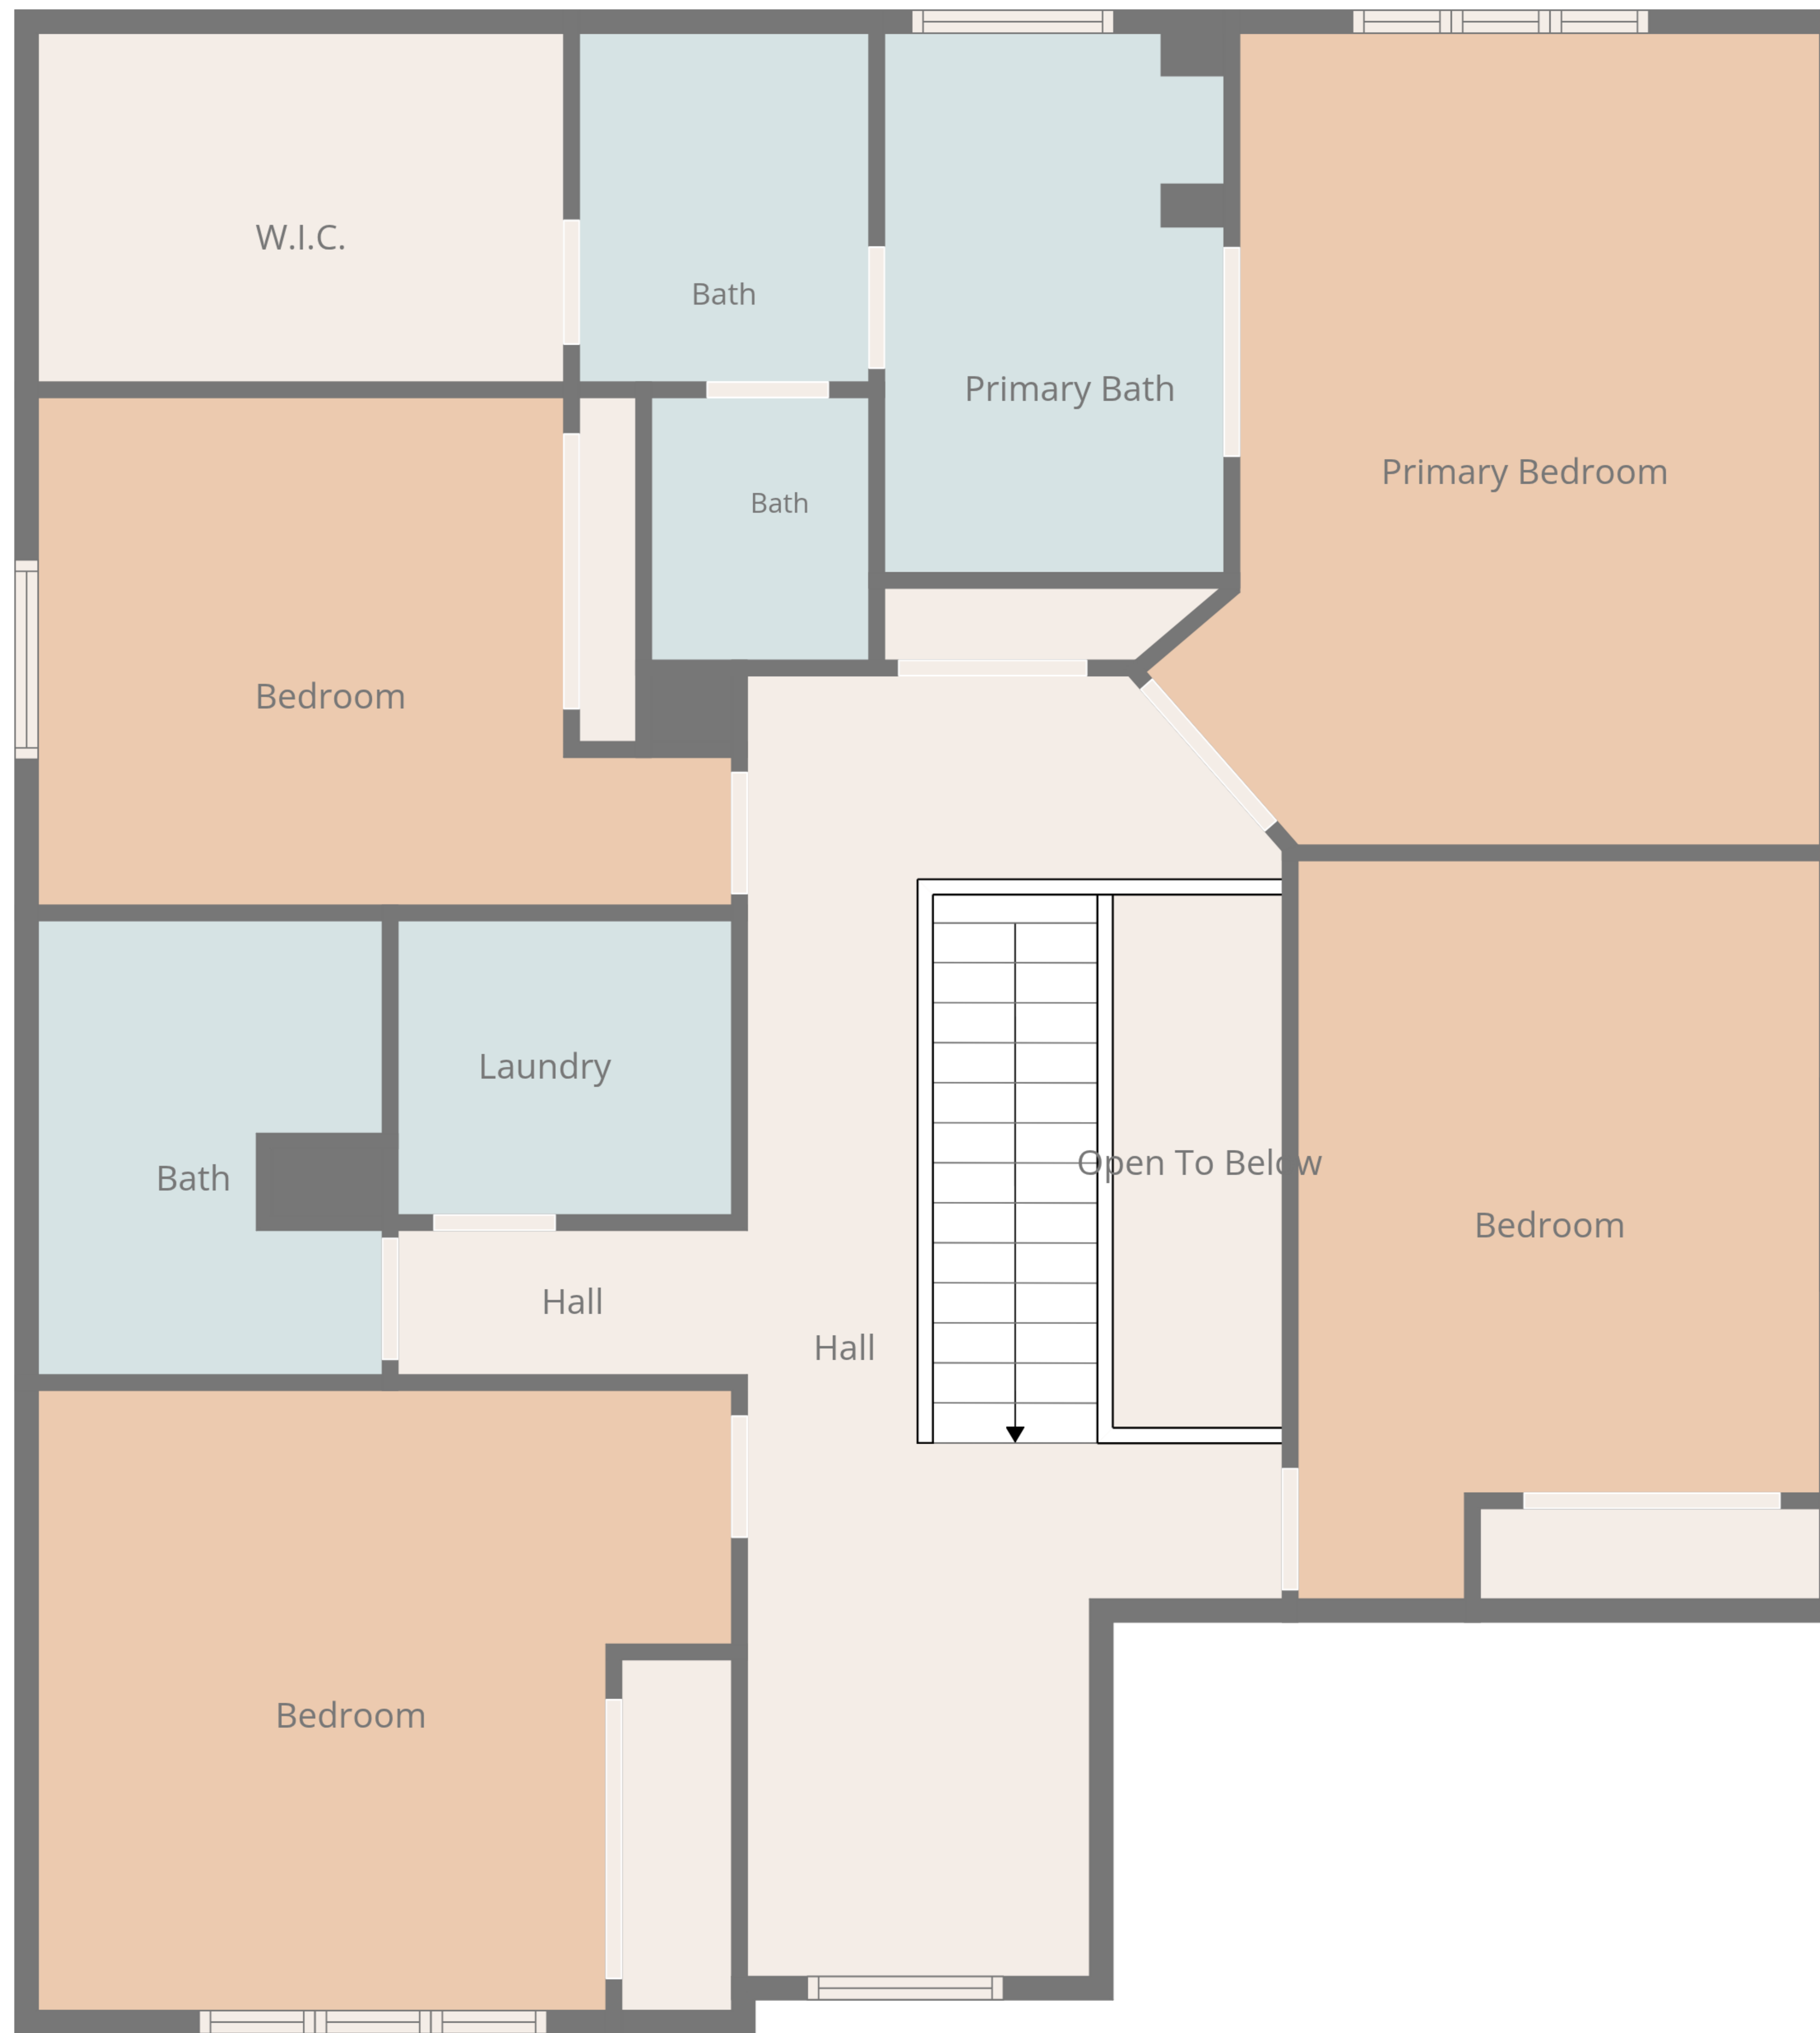 W.I.C.
Bath
Primary Bath
Primary Bedroom
Bath
Bedroom
Laundry
Open To Below
Bath
Bedroom
Hall
Hall
Bedroom